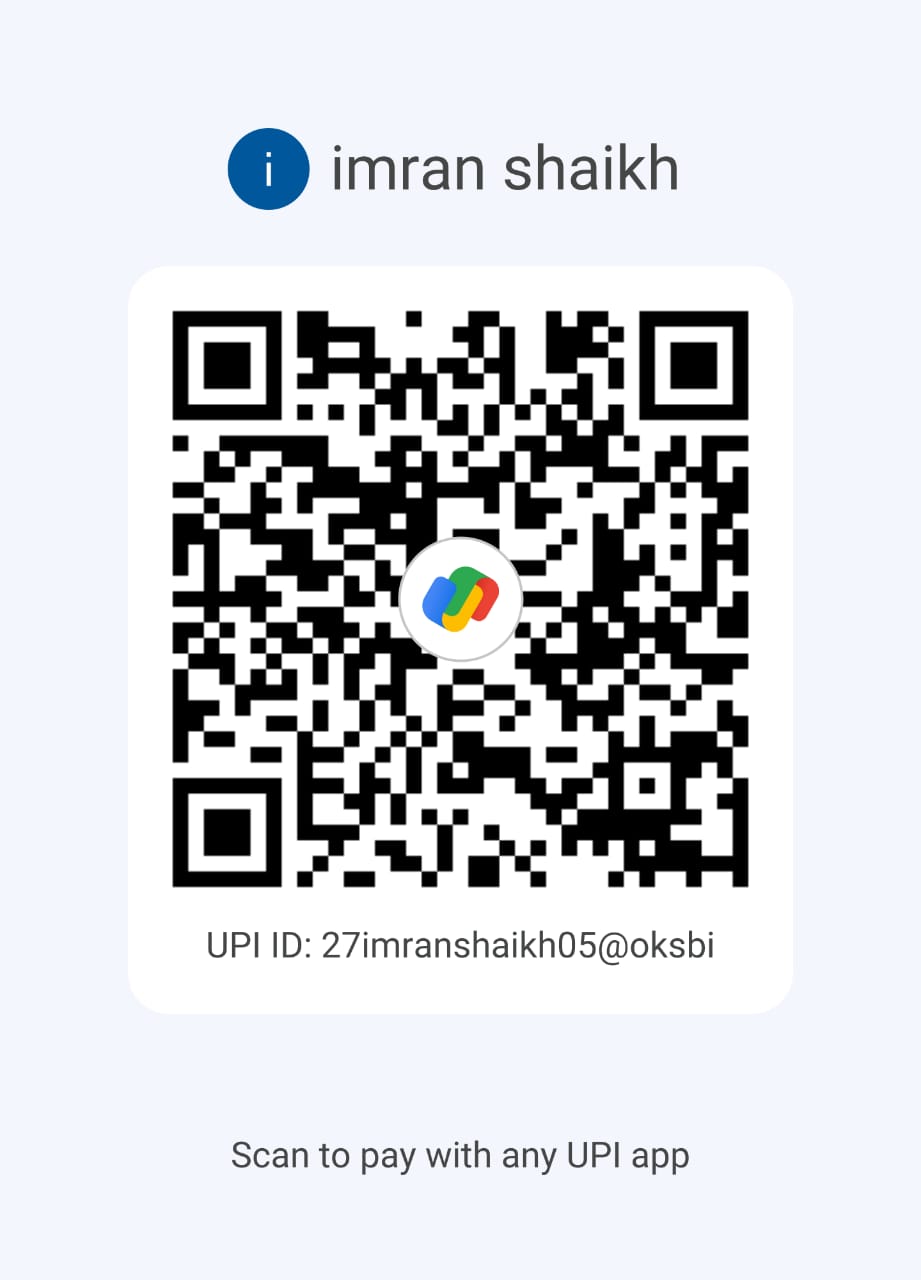 i imran shaikh
UPI ID: 27imranshaikh05@oksbi
Scan to pay with any UPI app